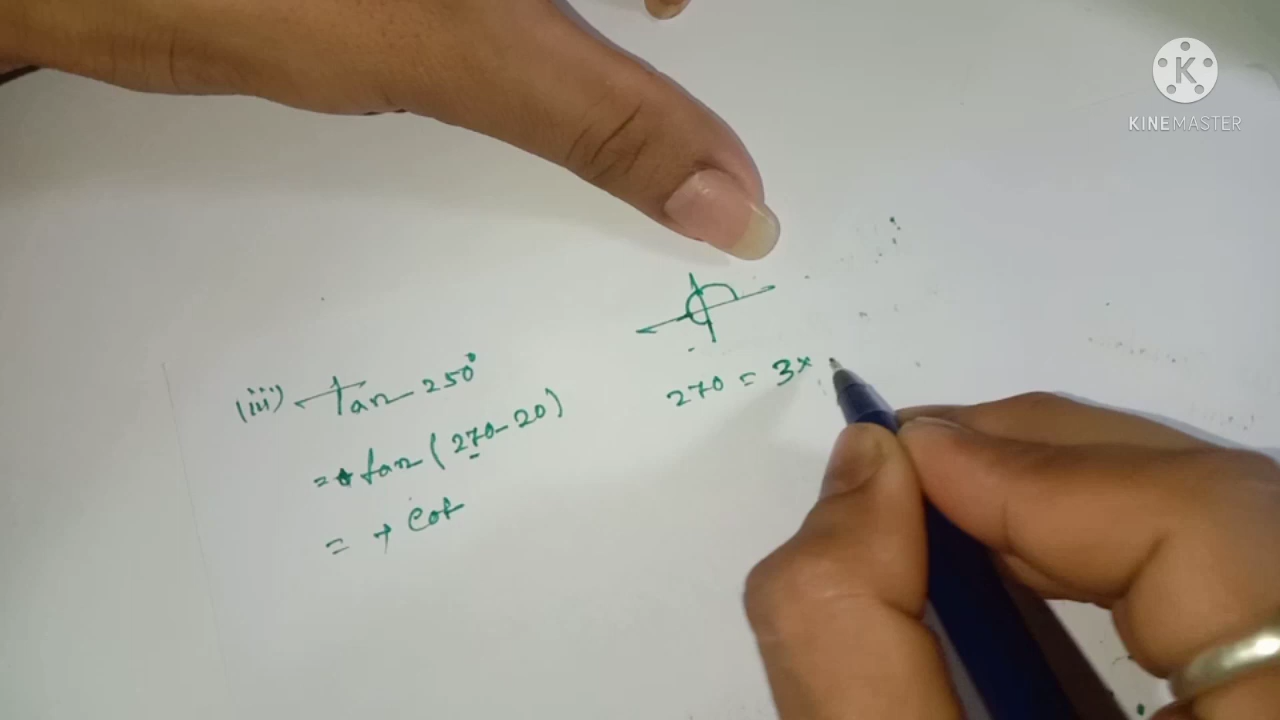 KINEMASTER
(iii) Tan 250°
= tan (270-20)
= + Cot
270 = 3×